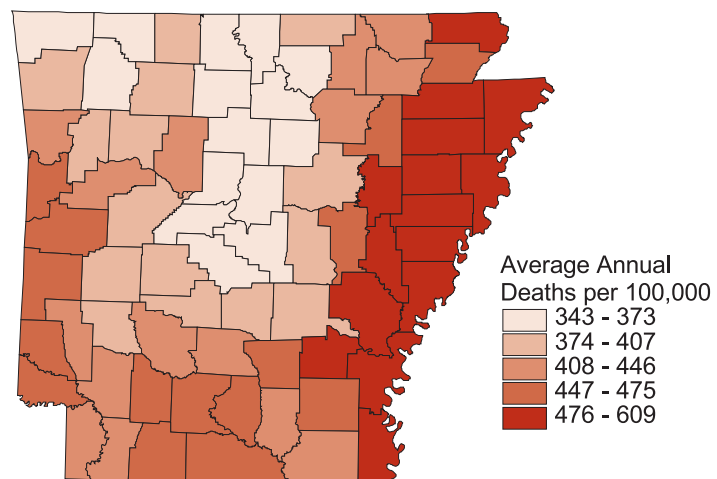 Average Annual
Deaths per 100,000
343 - 373
374 - 407
408 - 446
447 - 475
476 - 609